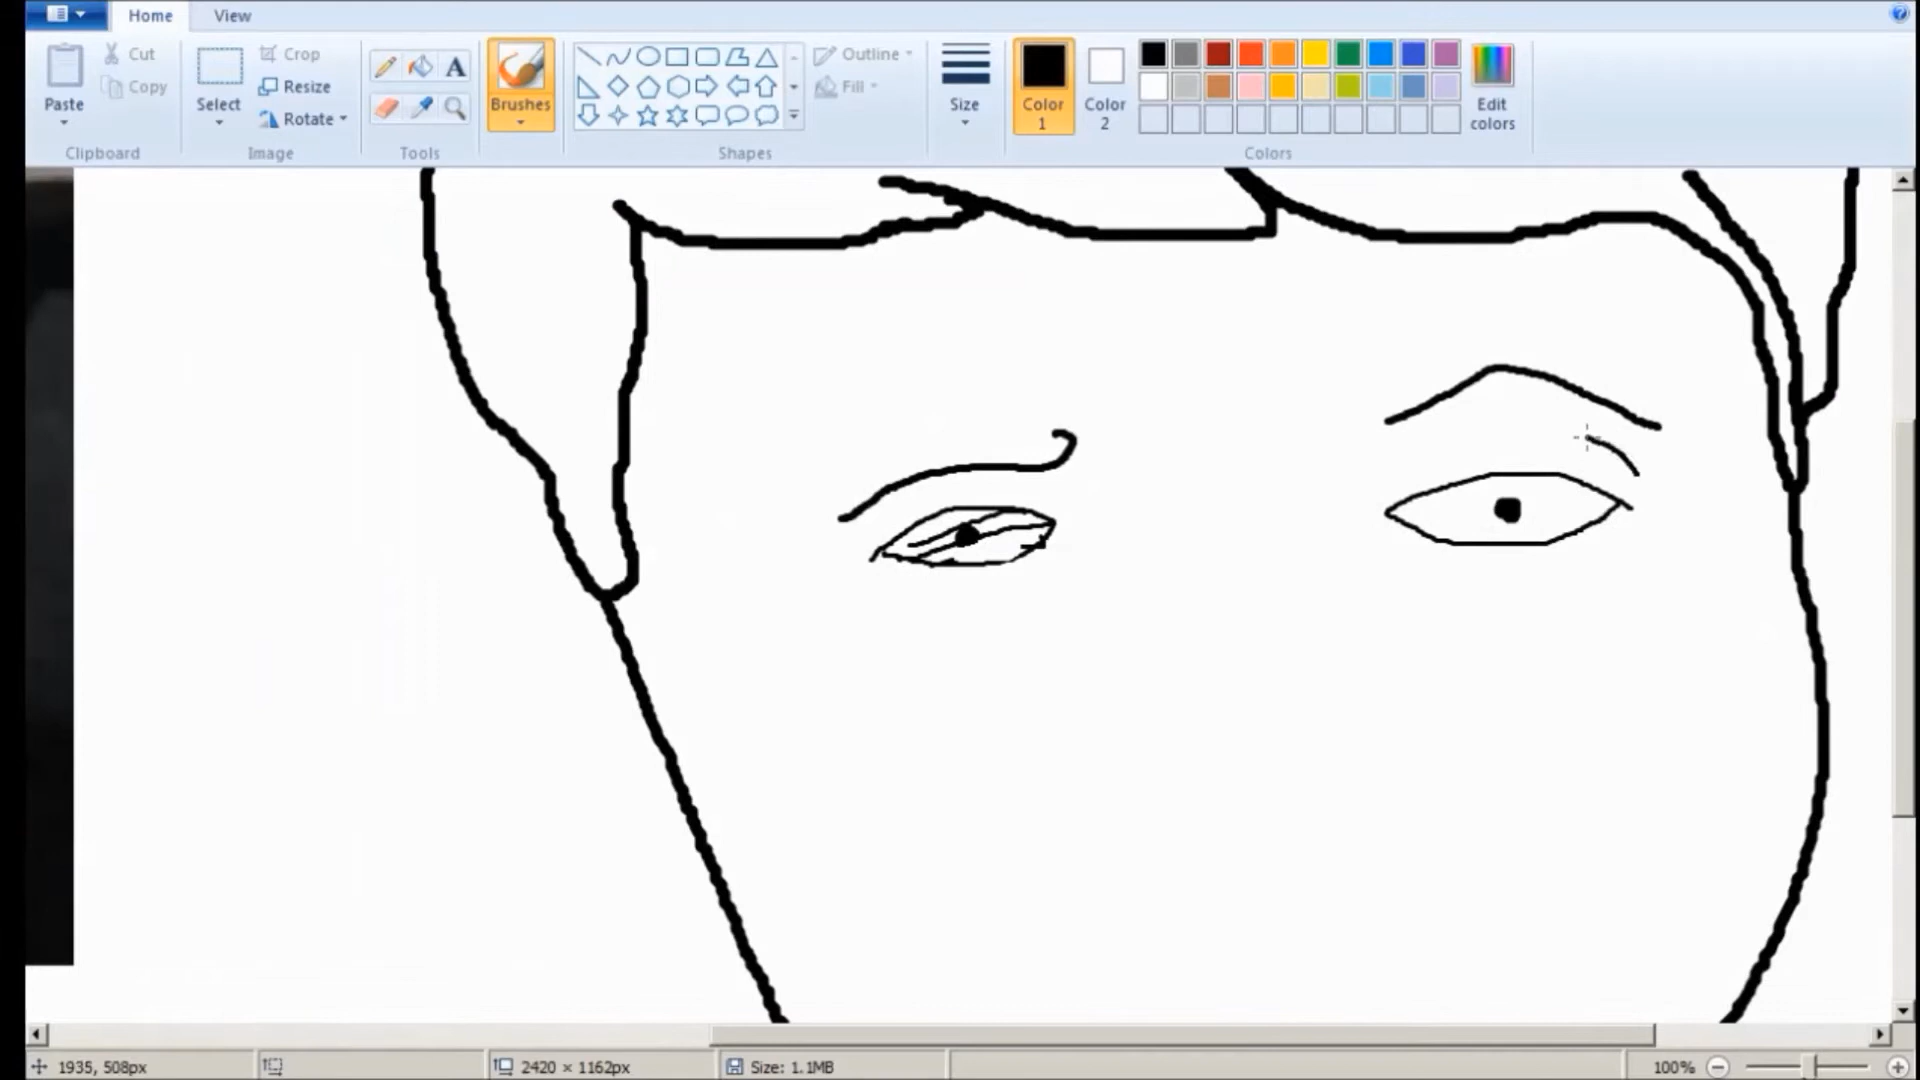 Home View
Cut
Copy
Paste
Clipboard
Crop
Resize
Rotate
Select
Image
A
Tools
Brushes
Shapes
Outline
Fill
Size
Color 1
Color 2
Edit colors
Colors
1935, 508px
2420 × 1162px
Size: 1.1MB
100%